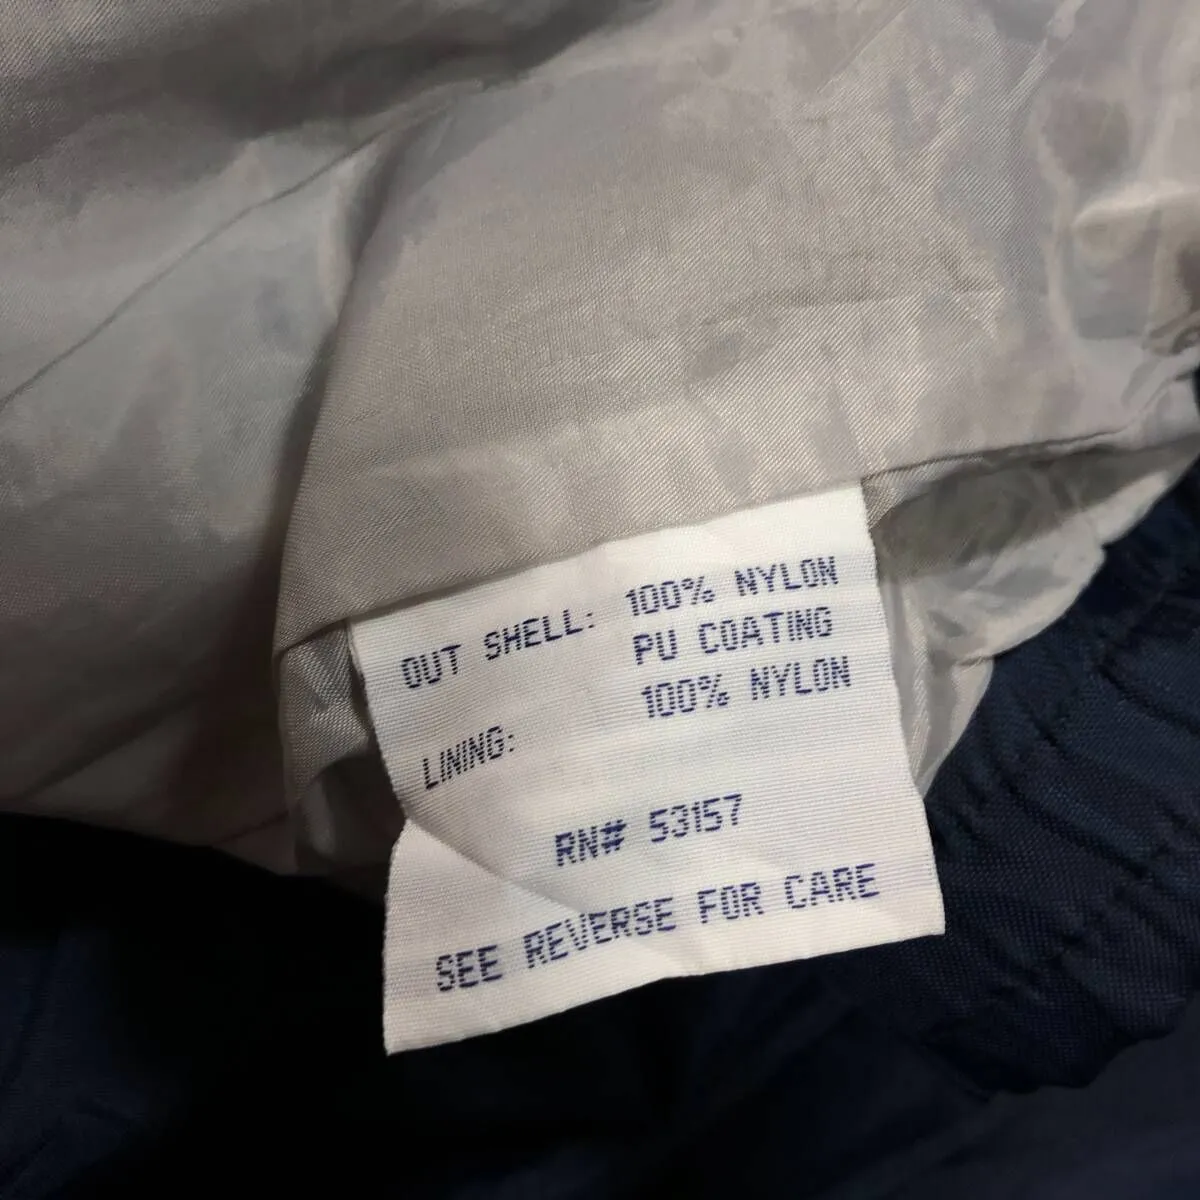 OUT SHELL: 100% NYLON
PU COATING
LINING: 100% NYLON
RN# 53157
SEE REVERSE FOR CARE